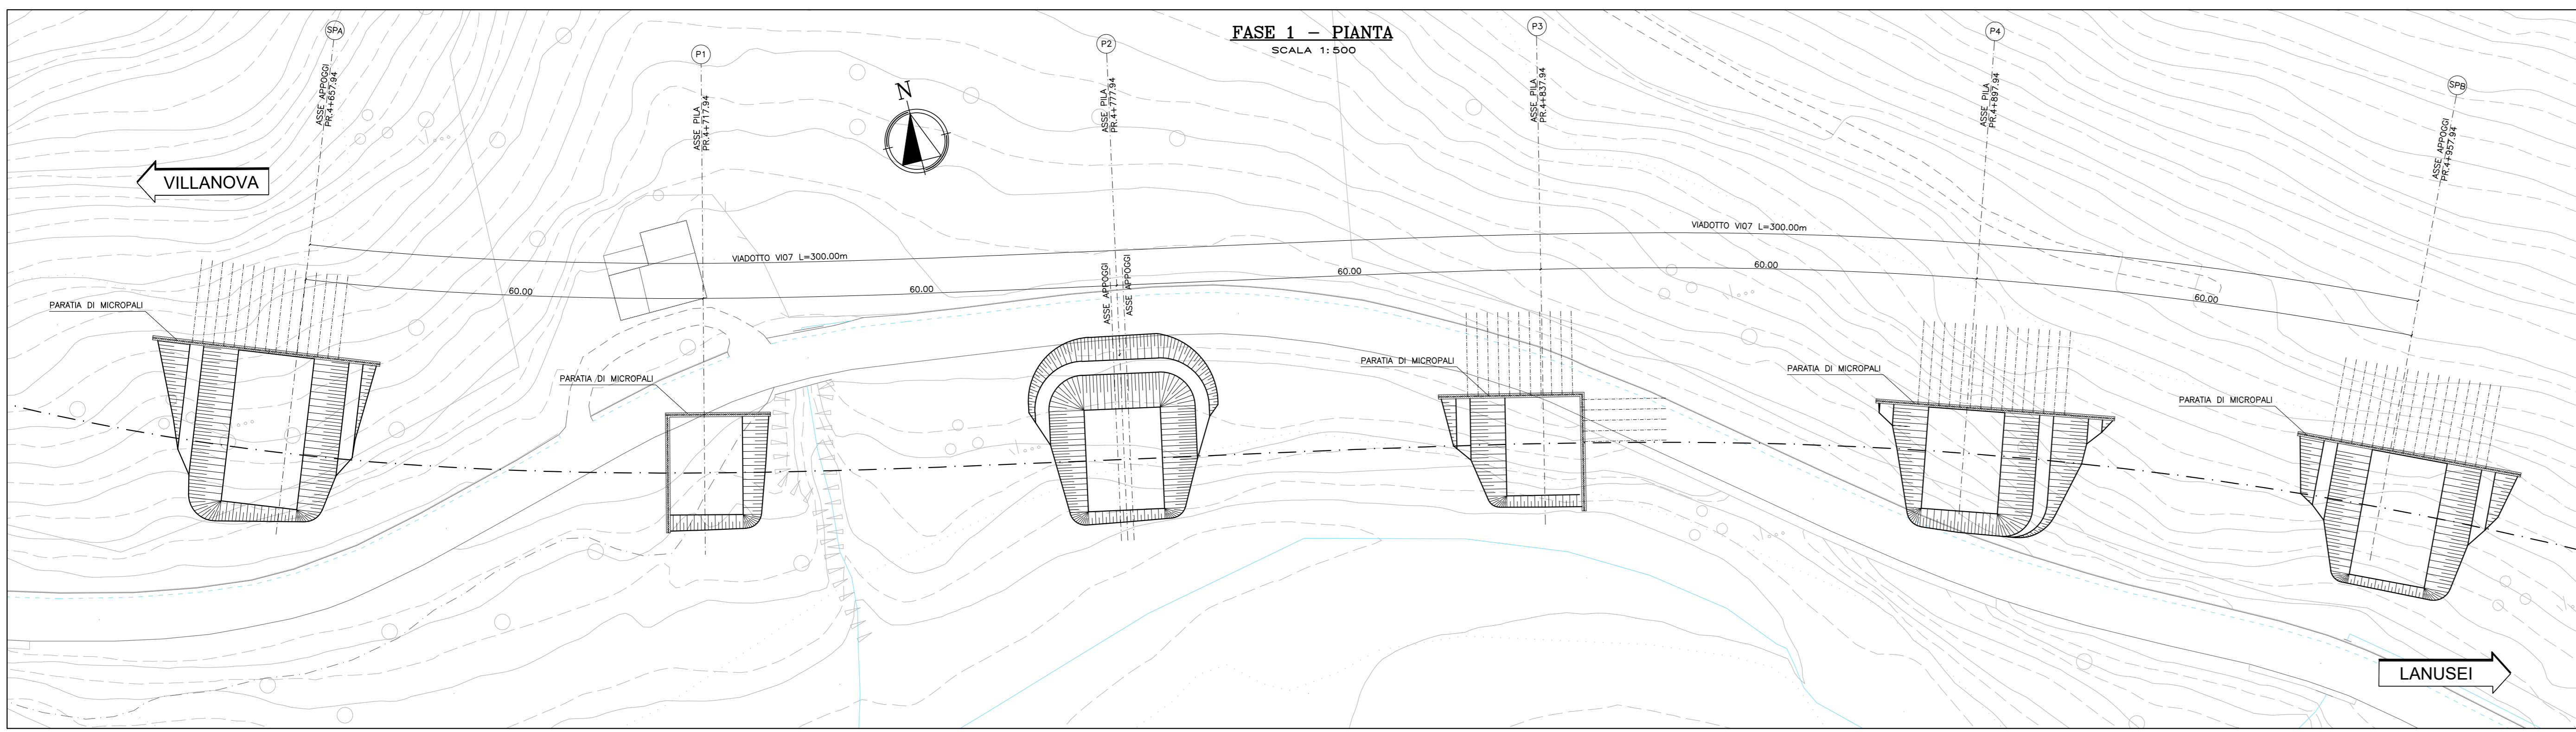 FASE 1 – PIANTA
SCALA 1:500
SPA
ASSE APPOGGI
PR.4+657.94
P1
ASSE PILA
PR.4+717.94
P2
ASSE PILA
PR.4+777.94
P3
ASSE PILA
PR.4+837.94
P4
ASSE PILA
PR.4+897.94
SPB
ASSE APPOGGI
PR.4+957.94
N
VILLANOVA
VIADOTTO VI07 L=300.00m
VIADOTTO VI07 L=300.00m
60.00
60.00
60.00
60.00
60.00
ASSE APPOGGI
ASSE APPOGGI
PARATIA DI MICROPALI
PARATIA DI MICROPALI
PARATIA DI MICROPALI
PARATIA DI MICROPALI
PARATIA DI MICROPALI
LANUSEI